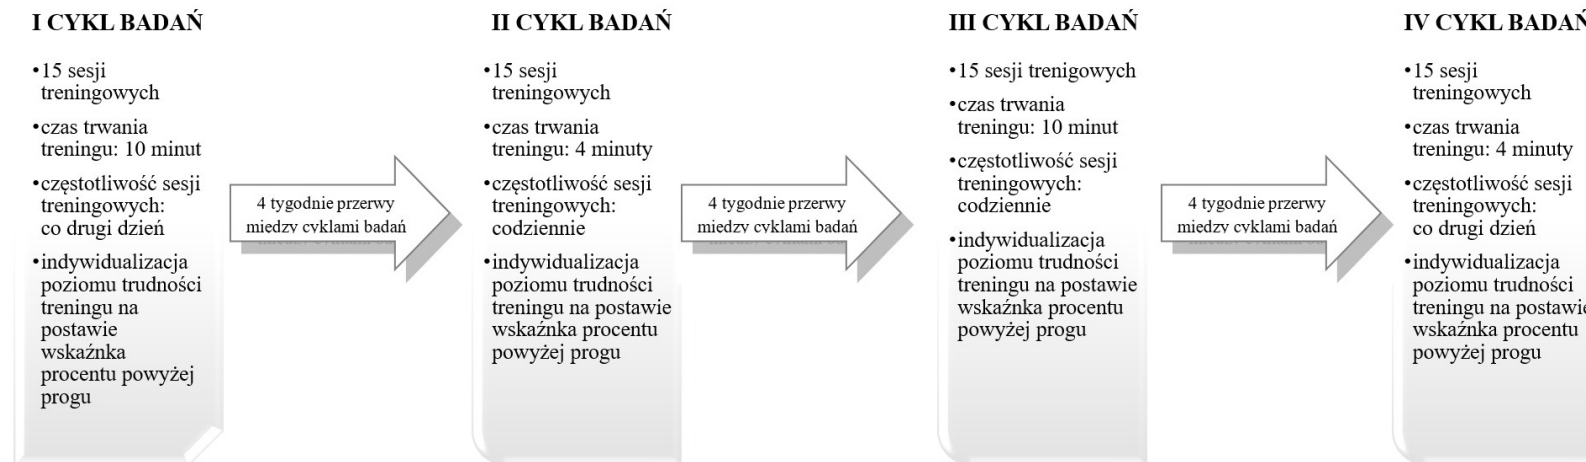 I CYKL BADAŃ
•15 sesji
treningowych
•czas trwania
treningu: 10 minut
•częstotliwość sesji
treningowych:
co drugi dzień
•indywidualizacja
poziomu trudności
treningu na
postawie
wskaźnka
procentu powyżej
progu
4 tygodnie przerwy
miedzy cyklami badań
II CYKL BADAŃ
•15 sesji
treningowych
•czas trwania
treningu: 4 minuty
•częstotliwość sesji
treningowych:
codziennie
•indywidualizacja
poziomu trudności
treningu na postawie
wskaźnka procentu
powyżej progu
4 tygodnie przerwy
miedzy cyklami badań
III CYKL BADAŃ
•15 sesji trenigowych
•czas trwania
treningu: 10 minut
•częstotliwość sesji
treningowych:
codziennie
•indywidualizacja
poziomu trudności
treningu na postawie
wskaźnka procentu
powyżej progu
4 tygodnie przerwy
miedzy cyklami badań
IV CYKL BADAŃ
•15 sesji
treningowych
•czas trwania
treningu: 4 minuty
•częstotliwość sesji
treningowych:
co drugi dzień
•indywidualizacja
poziomu trudności
treningu na postawie
wskaźnka procentu
powyżej progu